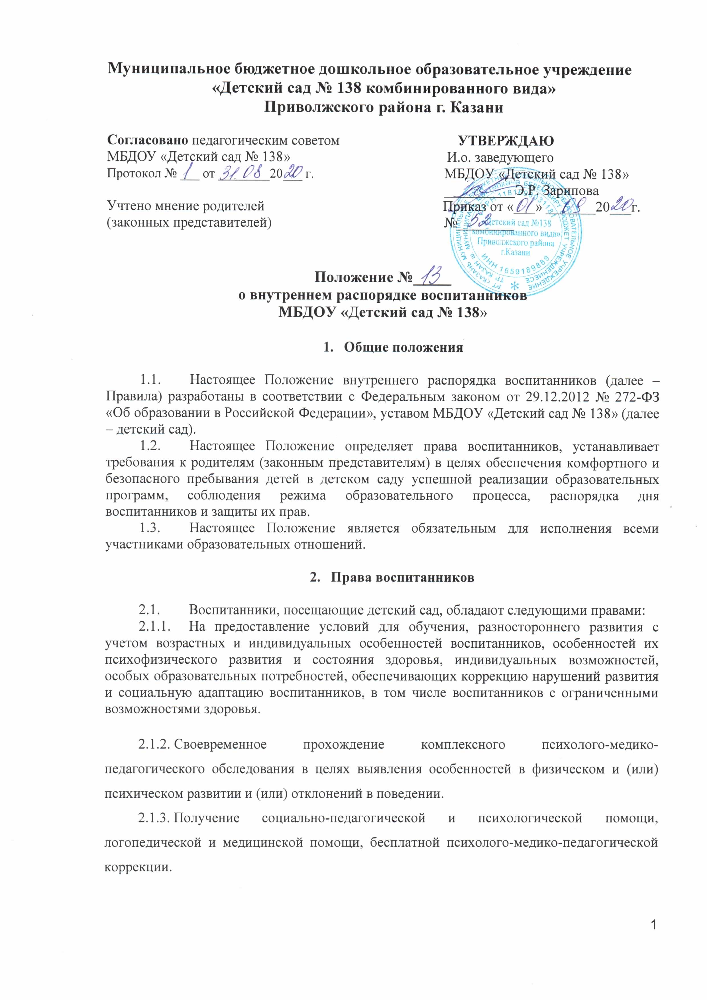 Муниципальное бюджетное дошкольное образовательное учреждение
«Детский сад № 138 комбинированного вида»
Приволжского района г. Казани
Согласовано педагогическим советом
МБДОУ «Детский сад № 138»
Протокол № 1 от 31.08 2020 г.
Учтено мнение родителей
(законных представителей)
УТВЕРЖДАЮ
И.о. заведующего
МБДОУ «Детский сад № 138»
Э.Р. Зарипова
Приказ от «01» 09 2020г.
№ 52
«Детский сад №138
комбинированного вида»
Приволжского района
г.Казани
ИНН 1659189889
Положение № 13
о внутреннем распорядке воспитанников
МБДОУ «Детский сад № 138»
1. Общие положения
1.1. Настоящее Положение внутреннего распорядка воспитанников (далее –
Правила) разработаны в соответствии с Федеральным законом от 29.12.2012 № 272-ФЗ
«Об образовании в Российской Федерации», уставом МБДОУ «Детский сад № 138» (далее
– детский сад).
1.2. Настоящее Положение определяет права воспитанников, устанавливает
требования к родителям (законным представителям) в целях обеспечения комфортного и
безопасного пребывания детей в детском саду успешной реализации образовательных
программ, соблюдения режима образовательного процесса, распорядка дня
воспитанников и защиты их прав.
1.3. Настоящее Положение является обязательным для исполнения всеми
участниками образовательных отношений.
2. Права воспитанников
2.1. Воспитанники, посещающие детский сад, обладают следующими правами:
2.1.1. На предоставление условий для обучения, разностороннего развития с
учетом возрастных и индивидуальных особенностей воспитанников, особенностей их
психофизического развития и состояния здоровья, индивидуальных возможностей,
особых образовательных потребностей, обеспечивающих коррекцию нарушений развития
и социальную адаптацию воспитанников, в том числе воспитанников с ограниченными
возможностями здоровья.
2.1.2. Своевременное прохождение комплексного психолого-медико-
педагогического обследования в целях выявления особенностей в физическом и (или)
психическом развитии и (или) отклонений в поведении.
2.1.3. Получение социально-педагогической и психологической помощи,
логопедической и медицинской помощи, бесплатной психолого-медико-педагогической
коррекции.
1